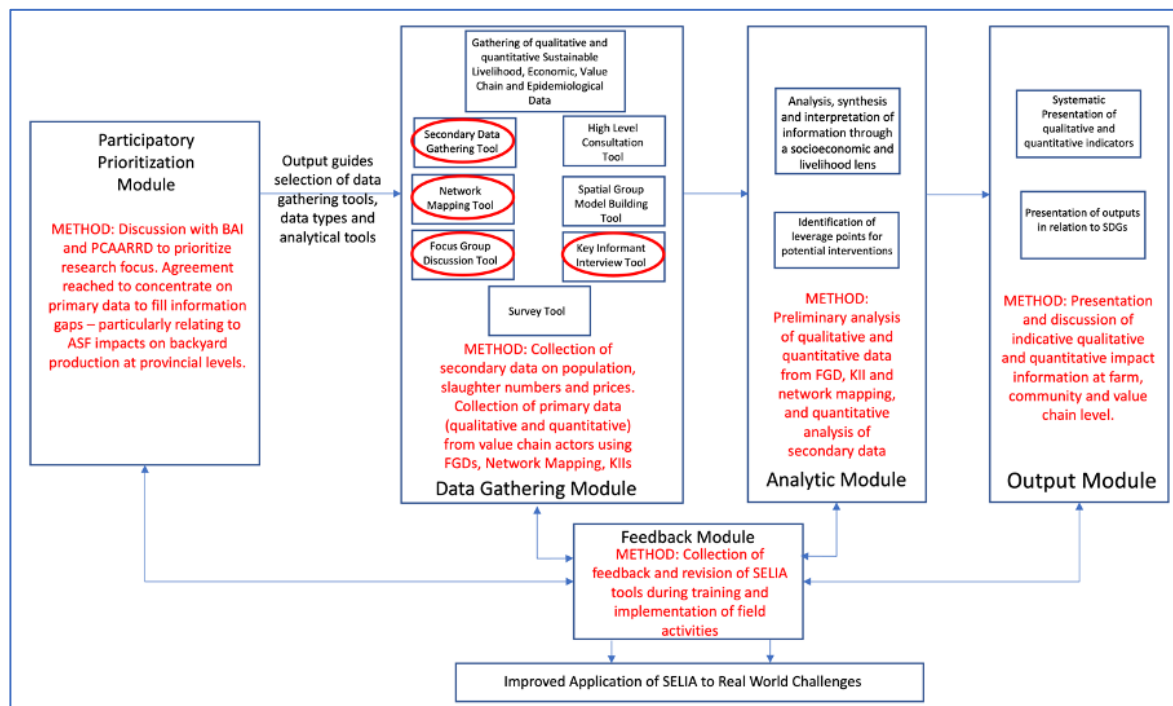 Participatory
Prioritization
Module
METHOD: Discussion with BAI
and PCAARRD to prioritize
research focus. Agreement
reached to concentrate on
primary data to fill information
gaps – particularly relating to
ASF impacts on backyard
production at provincial levels.
Output guides
selection of data
gathering tools,
data types and
analytical tools
Gathering of qualitative and
quantitative Sustainable
Livelihood, Economic, Value
Chain and Epidemiological
Data
Secondary Data
Gathering Tool
High Level
Consultation
Tool
Network
Mapping Tool
Spatial Group
Model Building
Tool
Focus Group
Discussion Tool
Key Informant
Interview Tool
Survey Tool
METHOD: Collection of
secondary data on population,
slaughter numbers and prices.
Collection of primary data
(qualitative and quantitative)
from value chain actors using
FGDs, Network Mapping, KIIs
Data Gathering Module
Analysis, synthesis
and interpretation of
information through
a socioeconomic and
livelihood lens
Identification of
leverage points for
potential interventions
METHOD:
Preliminary analysis
of qualitative and
quantitative data
from FGD, KII and
network mapping,
and quantitative
analysis of
secondary data
Analytic Module
Systematic
Presentation of
qualitative and
quantitative indicators
Presentation of outputs
in relation to SDGs
METHOD: Presentation
and discussion of
indicative qualitative
and quantitative impact
information at farm,
community and value
chain level.
Output Module
Feedback Module
METHOD: Collection of
feedback and revision of SELIA
tools during training and
implementation of field
activities
Improved Application of SELIA to Real World Challenges